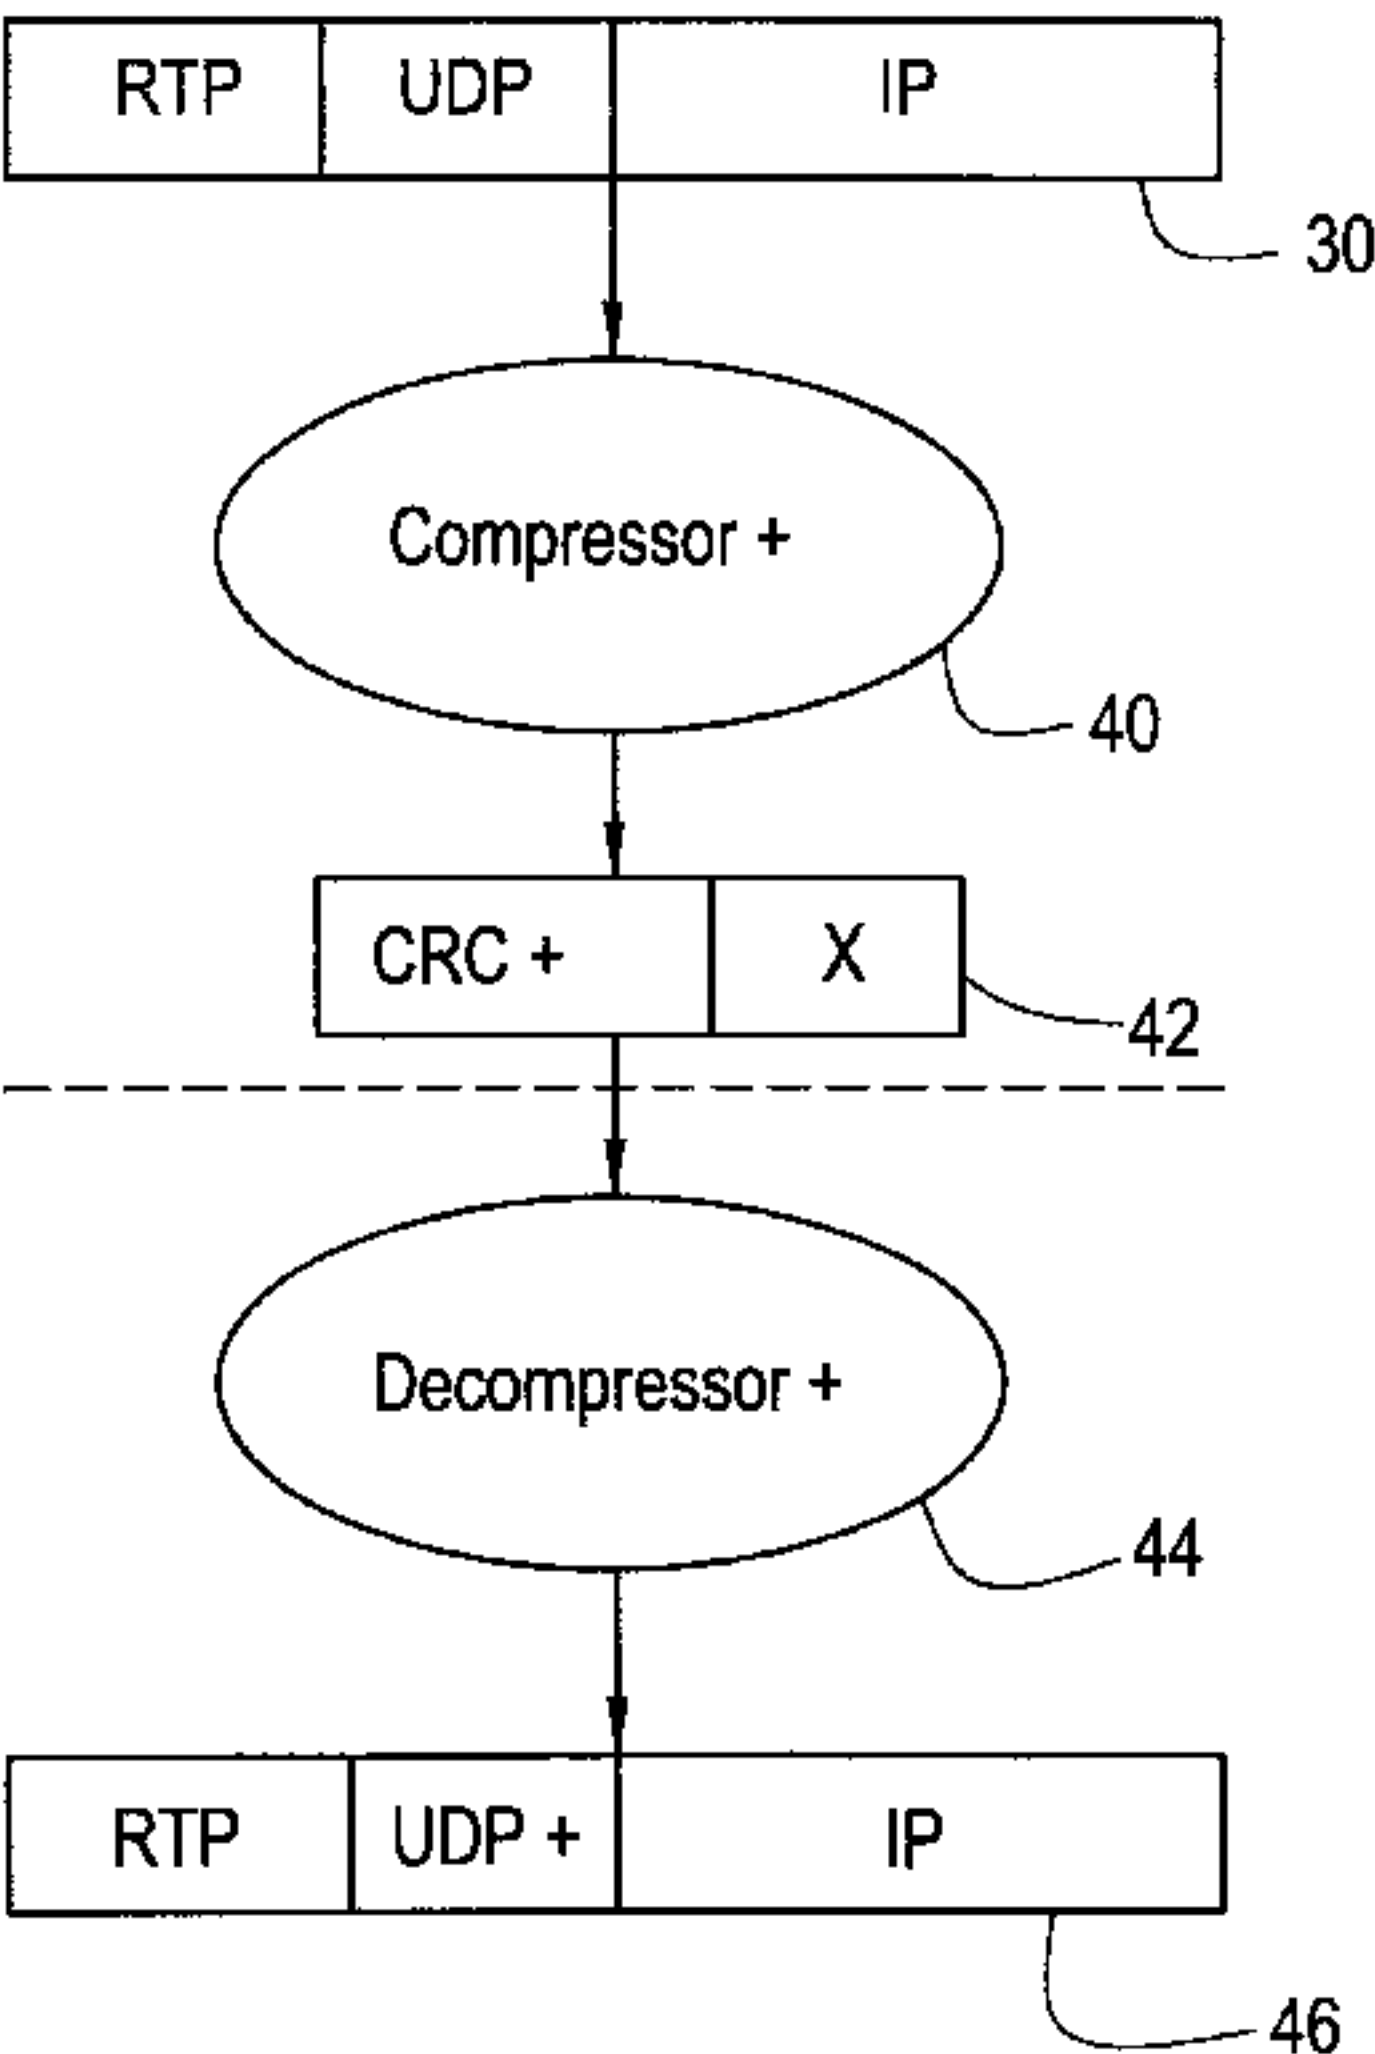 RTP UDP IP
30
Compressor +
40
CRC + X
42
Decompressor +
44
RTP UDP + IP
46